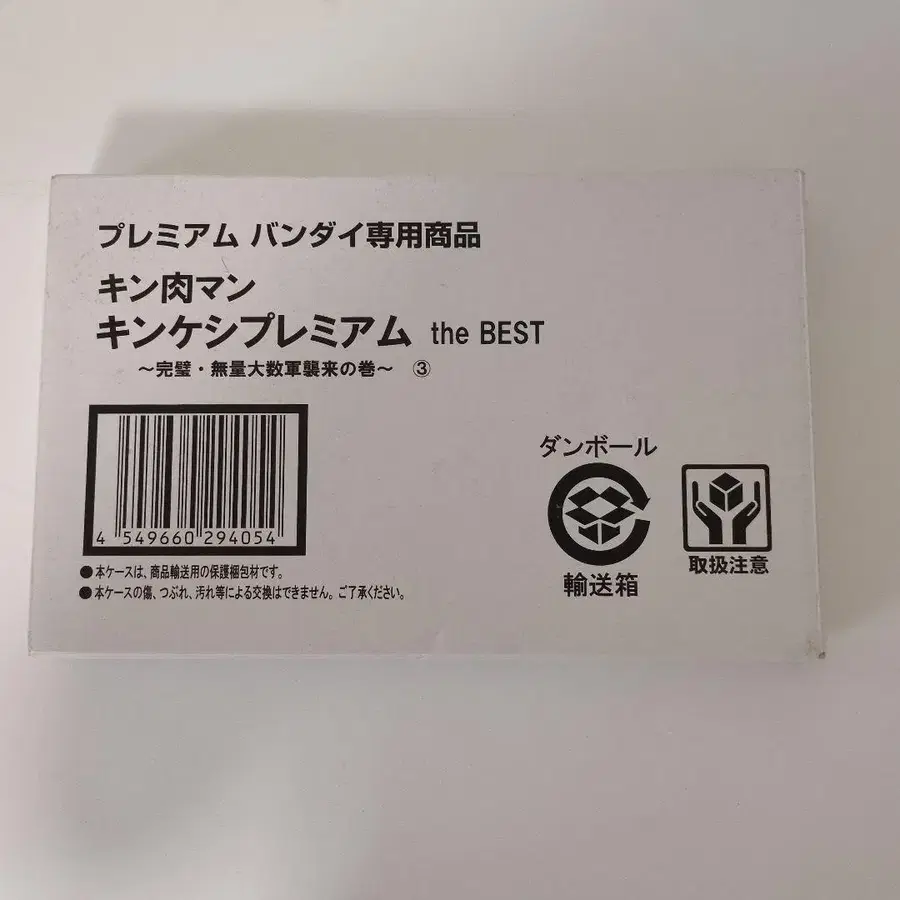 プレミアム バンダイ専用商品
キン肉マン
キンケシプレミアム the BEST
～完璧・無量大数軍襲来の巻～ ③
4 549660 294054
●本ケースは、商品輸送用の保護梱包材です。
●本ケースの傷、つぶれ、汚れ等による交換はできません。ご了承ください。
ダンボール
輸送箱
取扱注意